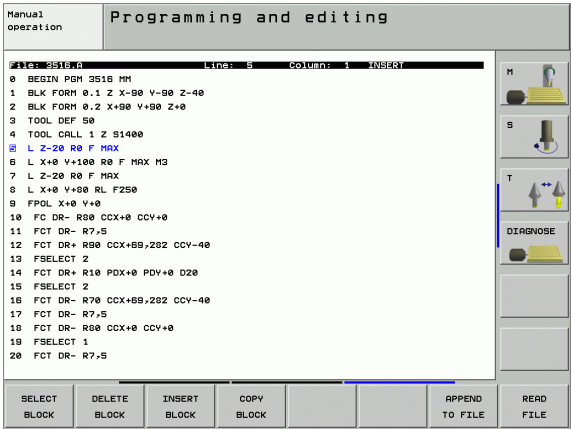 Manual
operation
Programming and editing
File: 3516.A Line: 5 Column: 1 INSERT
0 BEGIN PGM 3516 MM
1 BLK FORM 0.1 Z X-90 Y-90 Z-40
2 BLK FORM 0.2 X+90 Y+90 Z+0
3 TOOL DEF 50
4 TOOL CALL 1 Z S1400
5 L Z-20 R0 F MAX
6 L X+0 Y+100 R0 F MAX M3
7 L Z-20 R0 F MAX
8 L X+0 Y+80 RL F250
9 FPOL X+0 Y+0
10 FC DR- R80 CCX+0 CCY+0
11 FCT DR- R7,5
12 FCT DR+ R90 CCX+69,282 CCY-40
13 FSELECT 2
14 FCT DR+ R10 PDX+0 PDY+0 D20
15 FSELECT 2
16 FCT DR- R70 CCX+69,282 CCY-40
17 FCT DR- R7,5
18 FCT DR- R80 CCX+0 CCY+0
19 FSELECT 1
20 FCT DR- R7,5
M
S
T
DIAGNOSE
SELECT BLOCK
DELETE BLOCK
INSERT BLOCK
COPY BLOCK
APPEND TO FILE
READ FILE